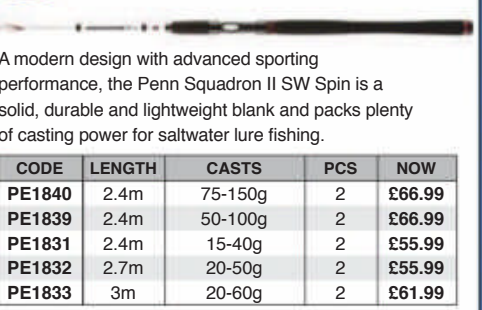 A modern design with advanced sporting
performance, the Penn Squadron II SW Spin is a
solid, durable and lightweight blank and packs plenty
of casting power for saltwater lure fishing.
CODE LENGTH CASTS PCS NOW
PE1840 2.4m 75-150g 2 £66.99
PE1839 2.4m 50-100g 2 £66.99
PE1831 2.4m 15-40g 2 £55.99
PE1832 2.7m 20-50g 2 £55.99
PE1833 3m 20-60g 2 £61.99